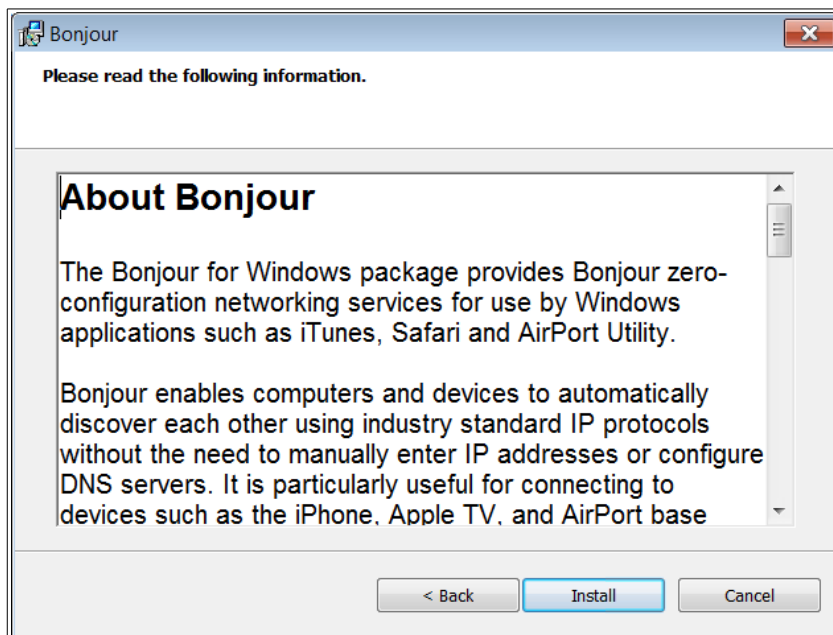 Bonjour
Please read the following information.
About Bonjour
The Bonjour for Windows package provides Bonjour zero-
configuration networking services for use by Windows
applications such as iTunes, Safari and AirPort Utility.
Bonjour enables computers and devices to automatically
discover each other using industry standard IP protocols
without the need to manually enter IP addresses or configure
DNS servers. It is particularly useful for connecting to
devices such as the iPhone, Apple TV, and AirPort base
< Back
Install
Cancel